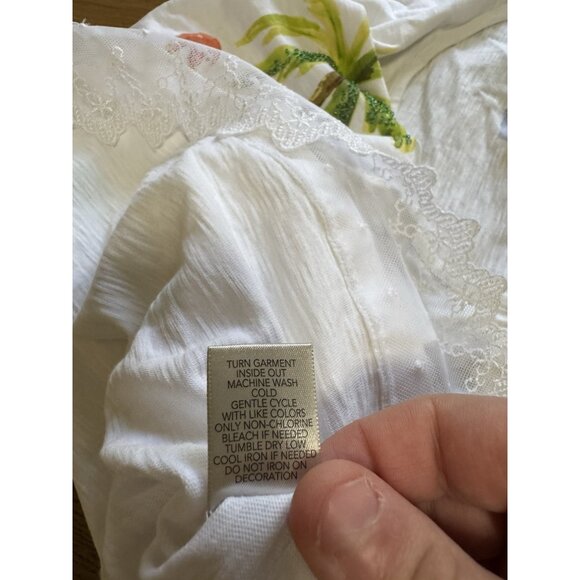 TURN GARMENT
INSIDE OUT
MACHINE WASH
COLD
GENTLE CYCLE
WITH LIKE COLORS
ONLY NON-CHLORINE
BLEACH IF NEEDED
TUMBLE DRY LOW
COOL IRON IF NEEDED
DO NOT IRON ON
DECORATION